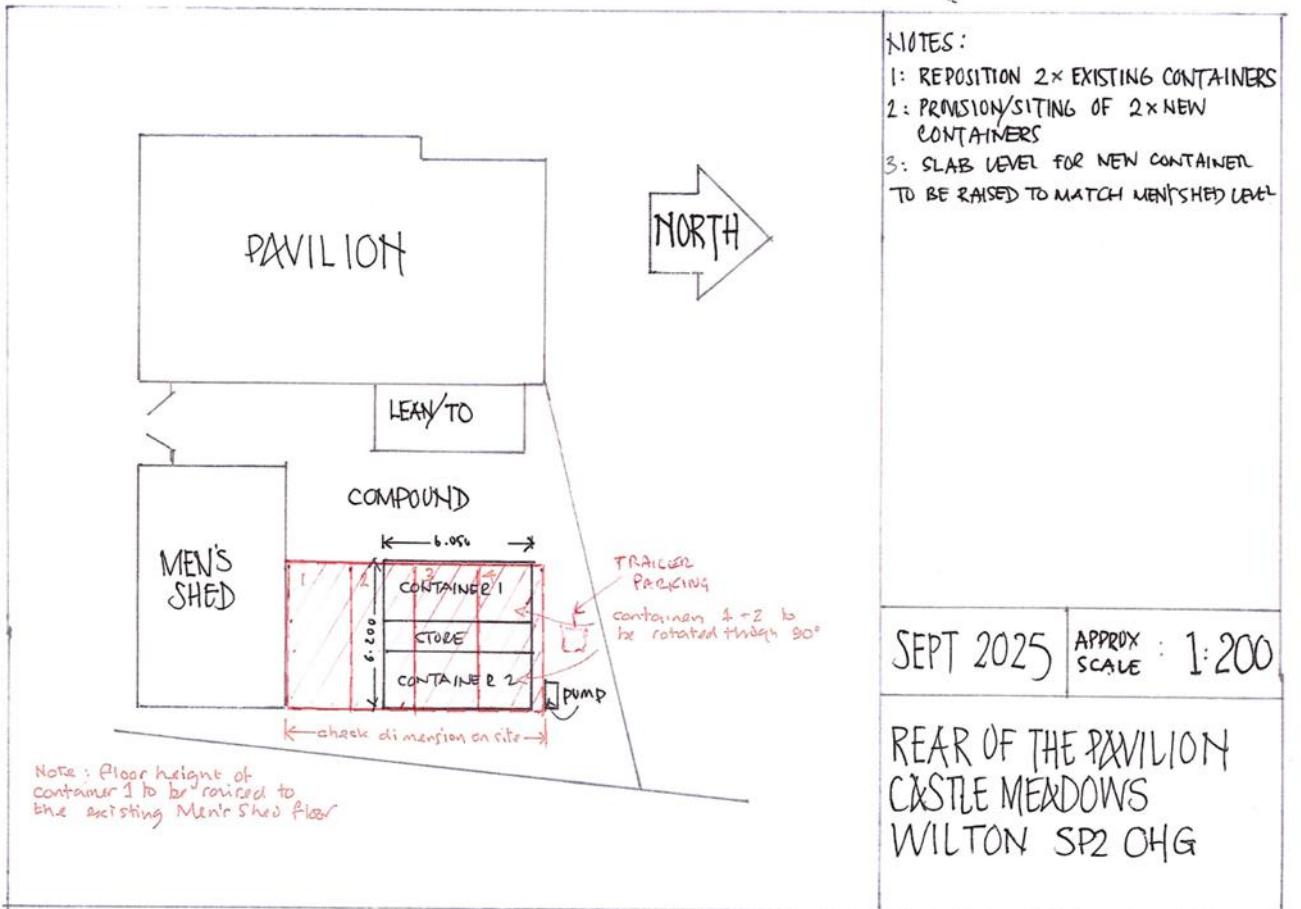 PAVILION
NORTH
LEAN/TO
COMPOUND
MEN'S
SHED
6.056
6.200
1
2
3
4
CONTAINER 1
STORE
CONTAINER 2
PUMP
TRAILER
PARKING
containers 1 + 2 to
be rotated through 90°
check dimension on site
Note: Floor height of
container 1 to be raised to
the existing Men's Shed floor
NOTES:
1: REPOSITION 2× EXISTING CONTAINERS
2: PROVISION/SITING OF 2× NEW
CONTAINERS
3: SLAB LEVEL FOR NEW CONTAINER
TO BE RAISED TO MATCH MEN'SHED LEVEL
SEPT 2025
APPROX
SCALE : 1:200
REAR OF THE PAVILION
CASTLE MEADOWS
WILTON SP2 0HG